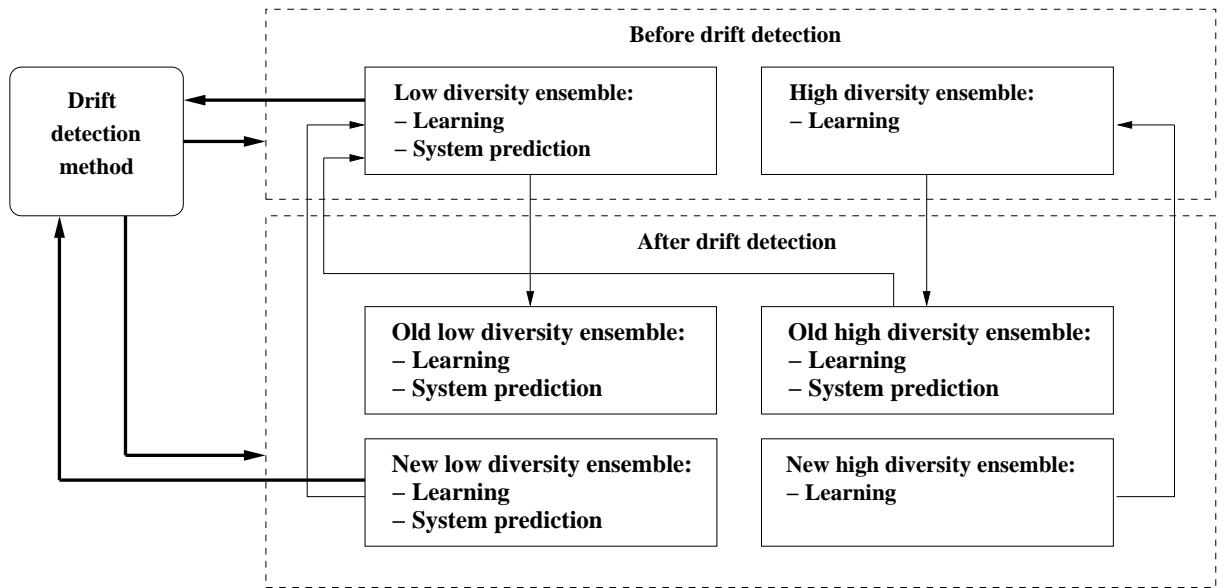 Before drift detection
Drift
detection
method
Low diversity ensemble:
– Learning
– System prediction
High diversity ensemble:
– Learning
After drift detection
Old low diversity ensemble:
– Learning
– System prediction
Old high diversity ensemble:
– Learning
– System prediction
New low diversity ensemble:
– Learning
– System prediction
New high diversity ensemble:
– Learning